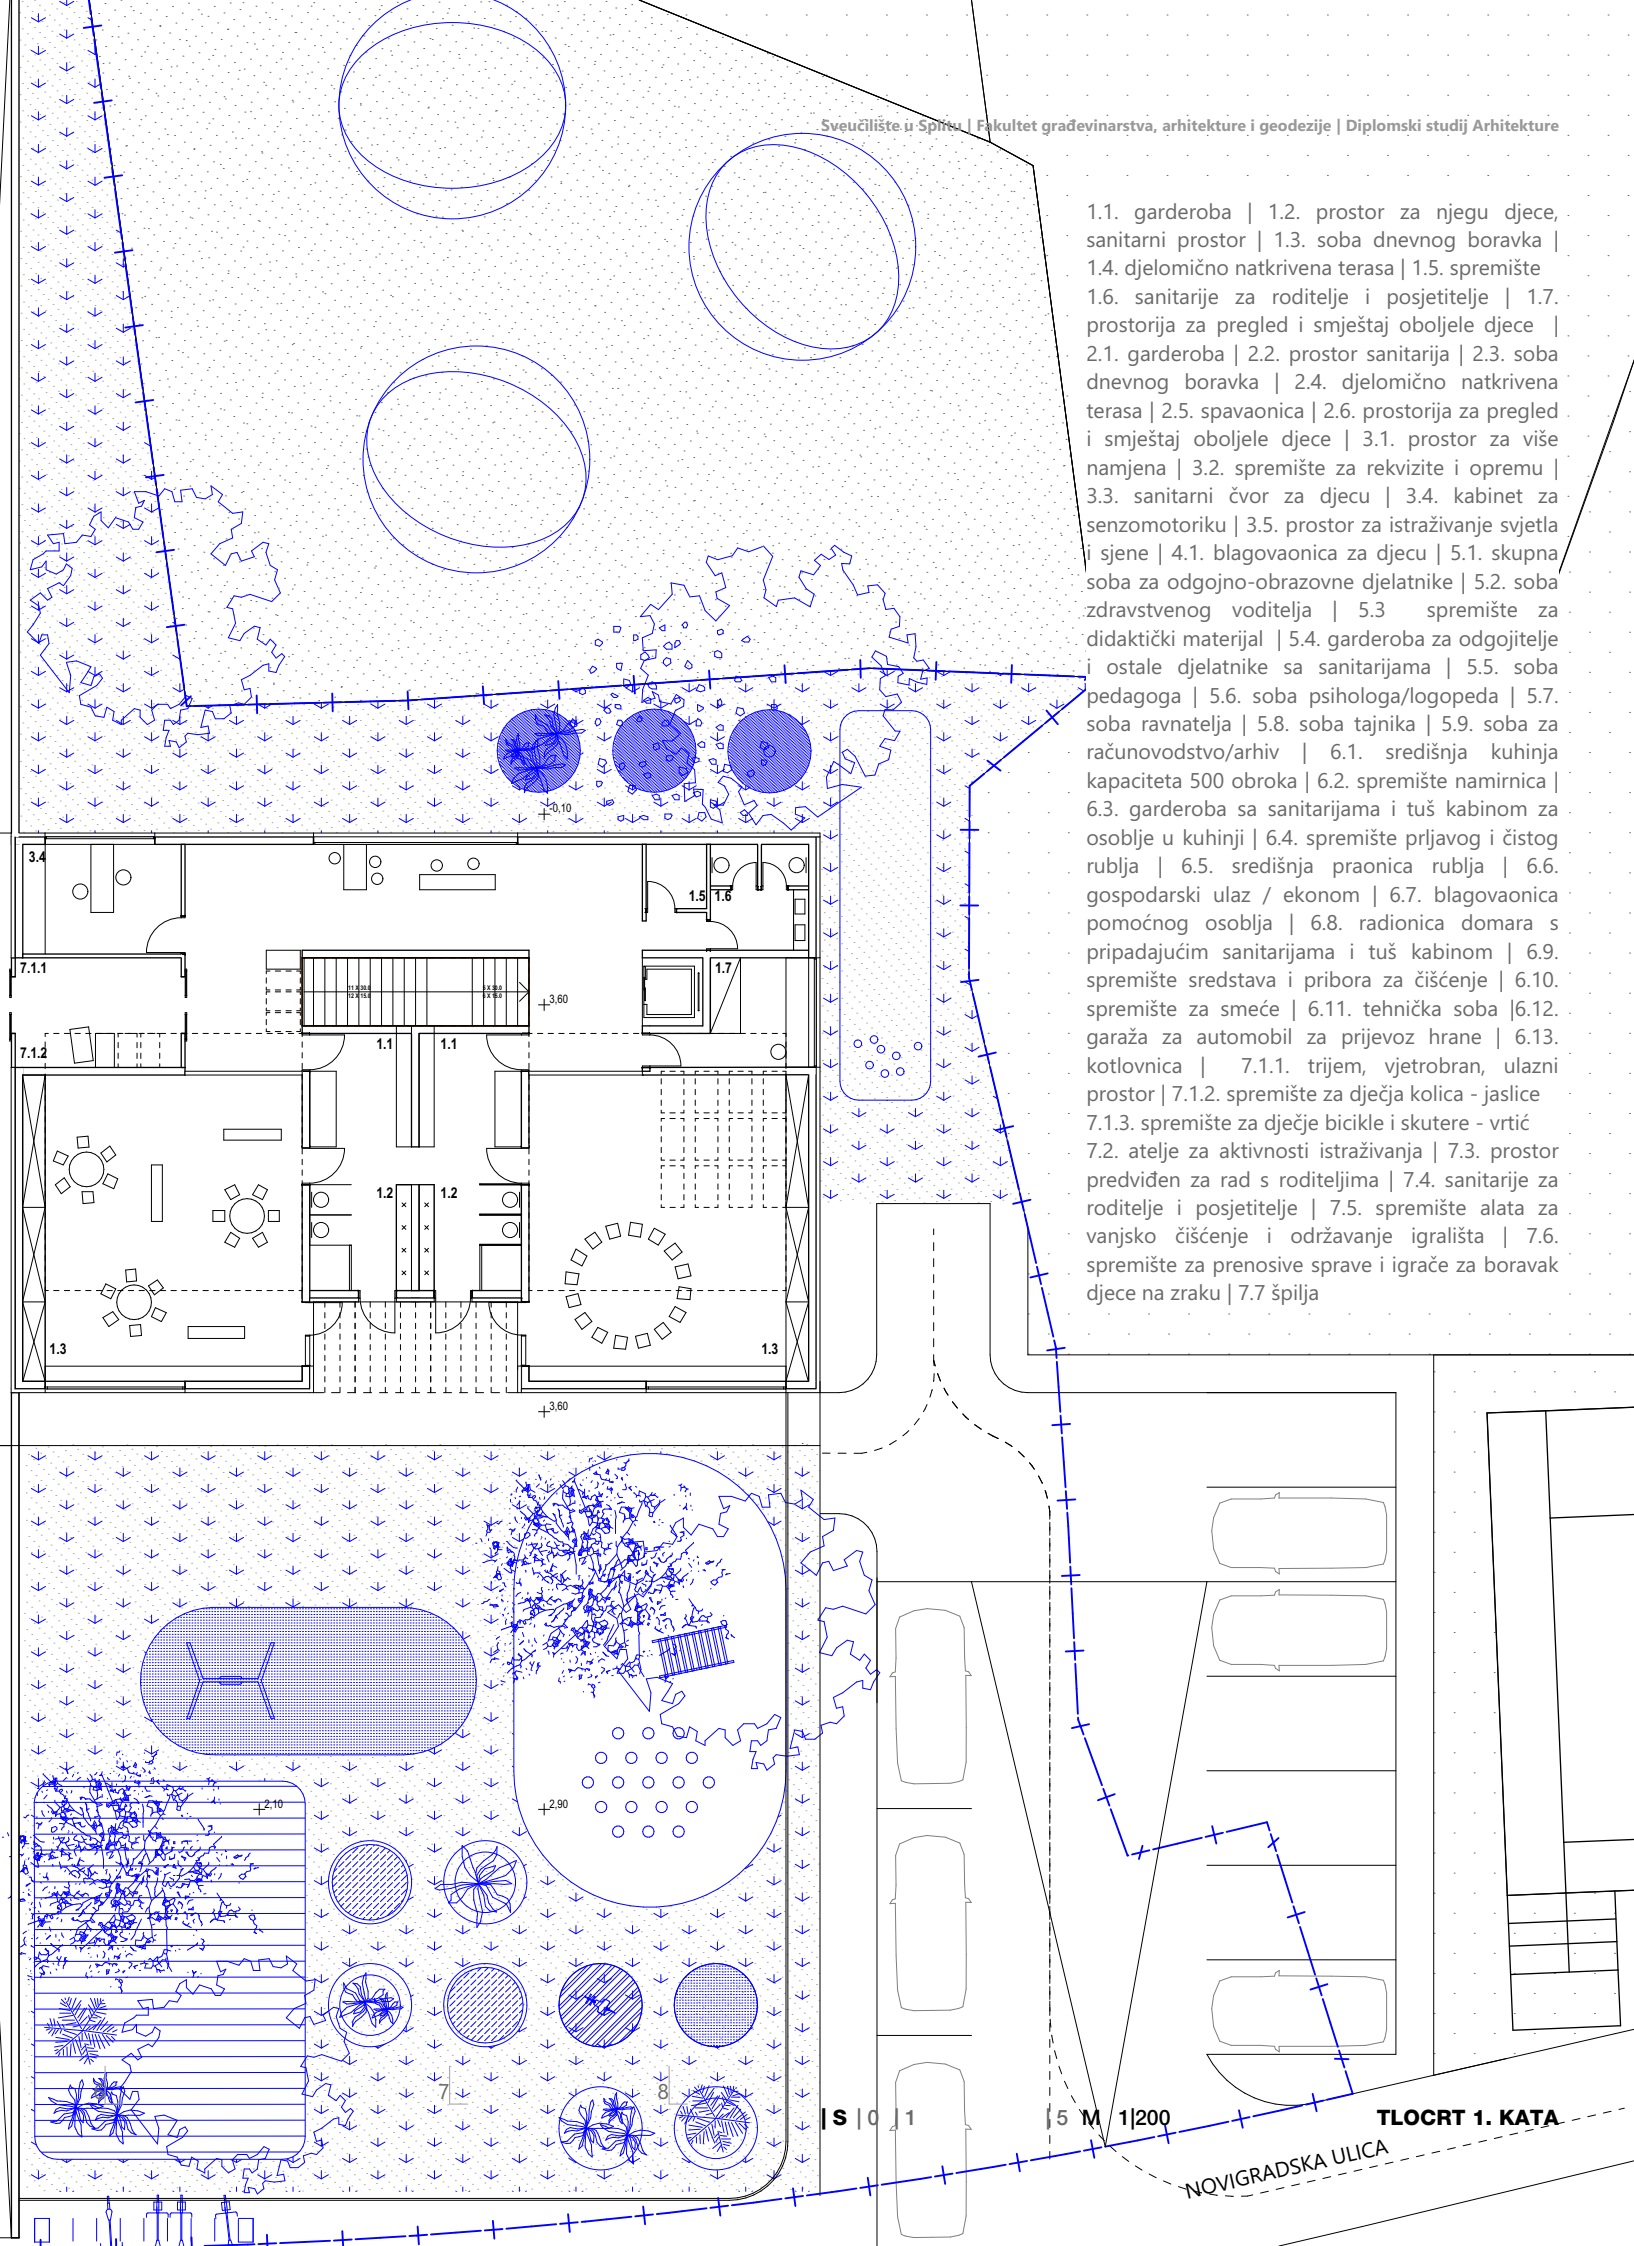 Sveučilište u Splitu | Fakultet građevinarstva, arhitekture i geodezije | Diplomski studij Arhitekture
1.1. garderoba | 1.2. prostor za njegu djece,
sanitarni prostor | 1.3. soba dnevnog boravka |
1.4. djelomično natkrivena terasa | 1.5. spremište
1.6. sanitarije za roditelje i posjetitelje | 1.7.
prostorija za pregled i smještaj oboljele djece |
2.1. garderoba | 2.2. prostor sanitarija | 2.3. soba
dnevnog boravka | 2.4. djelomično natkrivena
terasa | 2.5. spavaonica | 2.6. prostorija za pregled
i smještaj oboljele djece | 3.1. prostor za više
namjena | 3.2. spremište za rekvizite i opremu |
3.3. sanitarni čvor za djecu | 3.4. kabinet za
senzomotoriku | 3.5. prostor za istraživanje svjetla
i sjene | 4.1. blagovaonica za djecu | 5.1. skupna
soba za odgojno-obrazovne djelatnike | 5.2. soba
zdravstvenog voditelja | 5.3 spremište za
didaktički materijal | 5.4. garderoba za odgojitelje
i ostale djelatnike sa sanitarijama | 5.5. soba
pedagoga | 5.6. soba psihologa/logopeda | 5.7.
soba ravnatelja | 5.8. soba tajnika | 5.9. soba za
računovodstvo/arhiv | 6.1. središnja kuhinja
kapaciteta 500 obroka | 6.2. spremište namirnica |
6.3. garderoba sa sanitarijama i tuš kabinom za
osoblje u kuhinji | 6.4. spremište prljavog i čistog
rublja | 6.5. središnja praonica rublja | 6.6.
gospodarski ulaz / ekonom | 6.7. blagovaonica
pomoćnog osoblja | 6.8. radionica domara s
pripadajućim sanitarijama i tuš kabinom | 6.9.
spremište sredstava i pribora za čišćenje | 6.10.
spremište za smeće | 6.11. tehnička soba |6.12.
garaža za automobil za prijevoz hrane | 6.13.
kotlovnica | 7.1.1. trijem, vjetrobran, ulazni
prostor | 7.1.2. spremište za dječja kolica - jaslice
7.1.3. spremište za dječje bicikle i skutere - vrtić
7.2. atelje za aktivnosti istraživanja | 7.3. prostor
predviđen za rad s roditeljima | 7.4. sanitarije za
roditelje i posjetitelje | 7.5. spremište alata za
vanjsko čišćenje i održavanje igrališta | 7.6.
spremište za prenosive sprave i igrače za boravak
djece na zraku | 7.7 špilja
-0,10
3.4
1.5 1.6
7.1.1
1.7
11 X 30.0
12 X 15.0
5 X 30.0
6 X 15.0
3,60
7.1.2
1.1
1.1
1.2
1.2
1.3
1.3
3,60
2,10
2,90
7
8
| S | 0 | 1 | 5 M 1|200
TLOCRT 1. KATA
NOVIGRADSKA ULICA